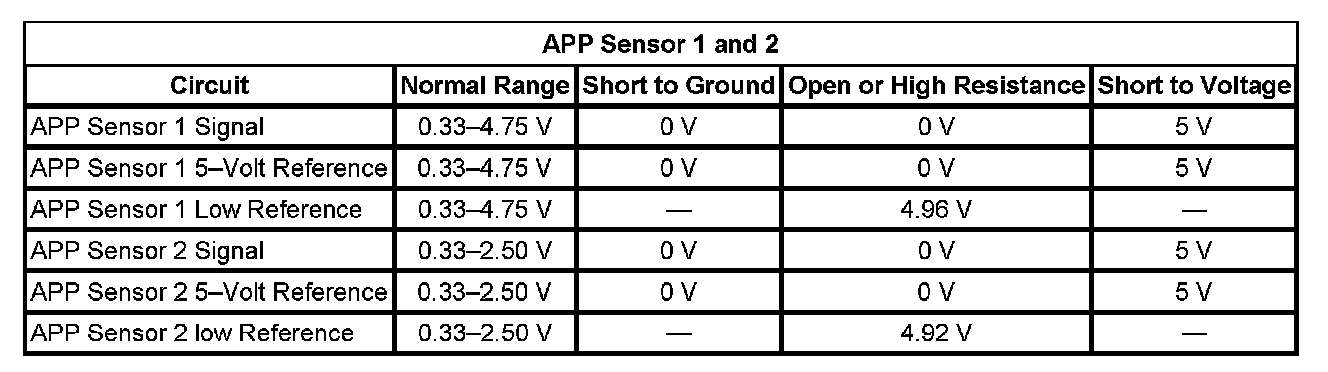 APP Sensor 1 and 2
Circuit Normal Range Short to Ground Open or High Resistance Short to Voltage
APP Sensor 1 Signal 0.33–4.75 V 0 V 0 V 5 V
APP Sensor 1 5–Volt Reference 0.33–4.75 V 0 V 0 V 5 V
APP Sensor 1 Low Reference 0.33–4.75 V — 4.96 V —
APP Sensor 2 Signal 0.33–2.50 V 0 V 0 V 5 V
APP Sensor 2 5–Volt Reference 0.33–2.50 V 0 V 0 V 5 V
APP Sensor 2 low Reference 0.33–2.50 V — 4.92 V —